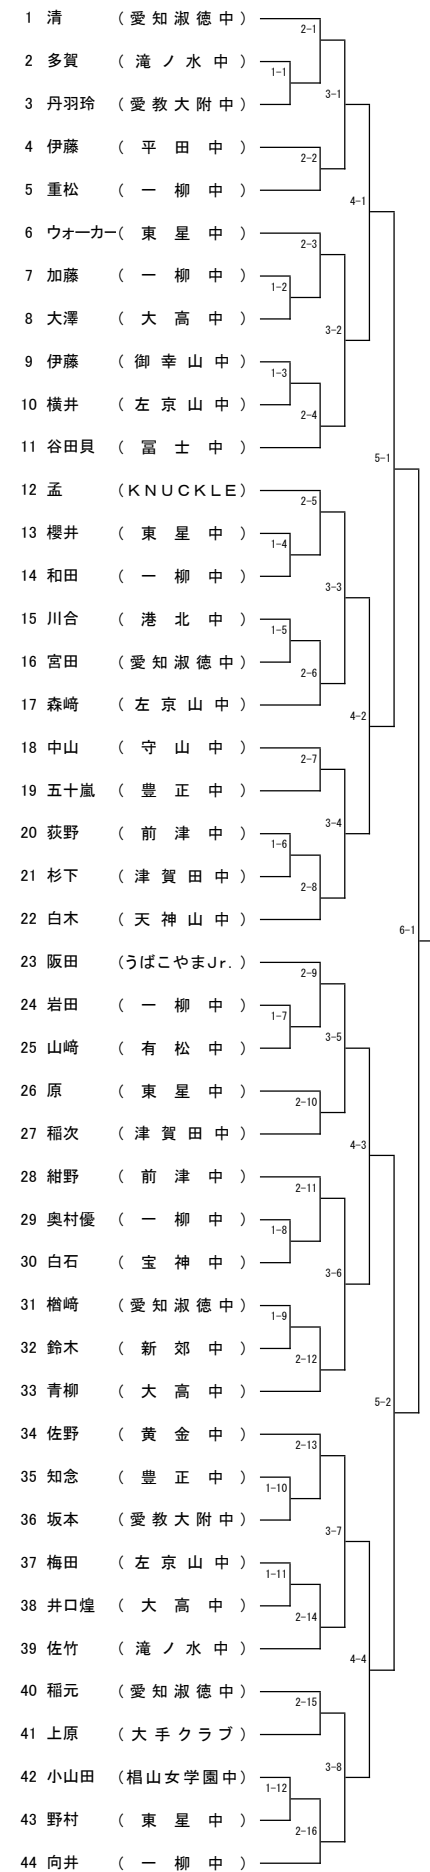 1 清 (愛知淑徳中)
2 多賀 (滝ノ水中)
3 丹羽玲 (愛教大附中)
4 伊藤 (平田中)
5 重松 (一柳中)
6 ウォーカー(東星中)
7 加藤 (一柳中)
8 大澤 (大高中)
9 伊藤 (御幸山中)
10 横井 (左京山中)
11 谷田貝 (冨士中)
12 孟 (KNUCKLE)
13 櫻井 (東星中)
14 和田 (一柳中)
15 川合 (港北中)
16 宮田 (愛知淑徳中)
17 森﨑 (左京山中)
18 中山 (守山中)
19 五十嵐 (豊正中)
20 荻野 (前津中)
21 杉下 (津賀田中)
22 白木 (天神山中)
23 阪田 (うばこやまJr.)
24 岩田 (一柳中)
25 山﨑 (有松中)
26 原 (東星中)
27 稲次 (津賀田中)
28 紺野 (前津中)
29 奥村優 (一柳中)
30 白石 (宝神中)
31 楢﨑 (愛知淑徳中)
32 鈴木 (新郊中)
33 青柳 (大高中)
34 佐野 (黄金中)
35 知念 (豊正中)
36 坂本 (愛教大附中)
37 梅田 (左京山中)
38 井口煌 (大高中)
39 佐竹 (滝ノ水中)
40 稲元 (愛知淑徳中)
41 上原 (大手クラブ)
42 小山田 (椙山女学園中)
43 野村 (東星中)
44 向井 (一柳中)
1-1
1-2
1-3
1-4
1-5
1-6
1-7
1-8
1-9
1-10
1-11
1-12
2-1
2-2
2-3
2-4
2-5
2-6
2-7
2-8
2-9
2-10
2-11
2-12
2-13
2-14
2-15
2-16
3-1
3-2
3-3
3-4
3-5
3-6
3-7
3-8
4-1
4-2
4-3
4-4
5-1
5-2
6-1